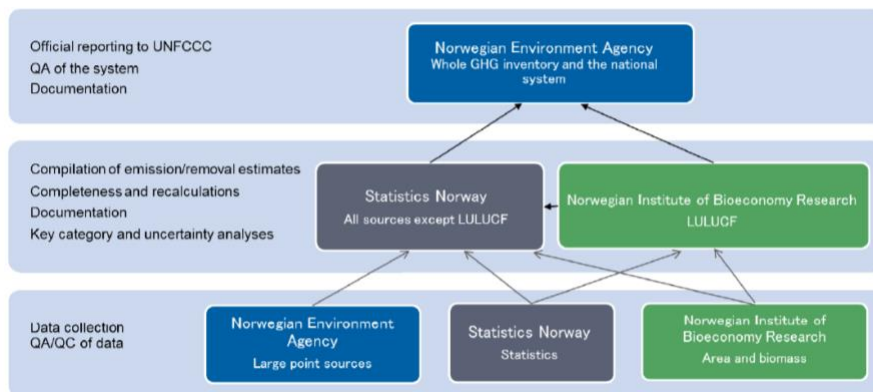 Official reporting to UNFCCC
QA of the system
Documentation
Norwegian Environment Agency
Whole GHG inventory and the national
system
Compilation of emission/removal estimates
Completeness and recalculations
Documentation
Key category and uncertainty analyses
Statistics Norway
All sources except LULUCF
Norwegian Institute of Bioeconomy Research
LULUCF
Data collection
QA/QC of data
Norwegian Environment
Agency
Large point sources
Statistics Norway
Statistics
Norwegian Institute of
Bioeconomy Research
Area and biomass